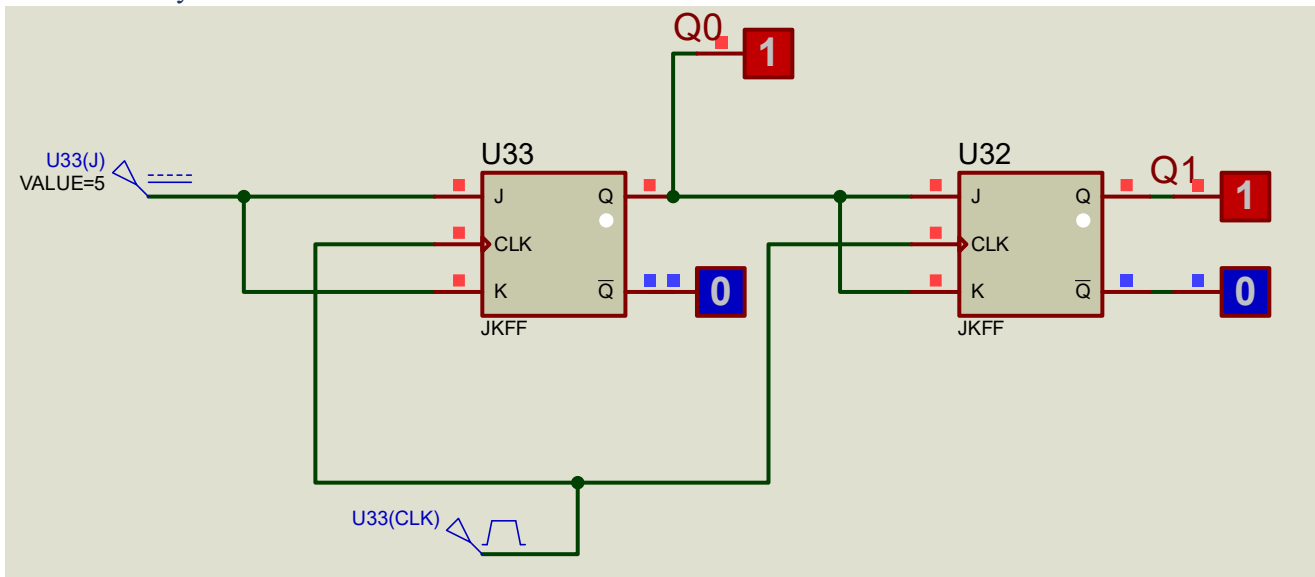 Q0
1
U33(J)
VALUE=5
U33
J
Q
CLK
K
Q
JKFF
0
U32
J
Q
CLK
K
Q
JKFF
Q1
1
0
U33(CLK)